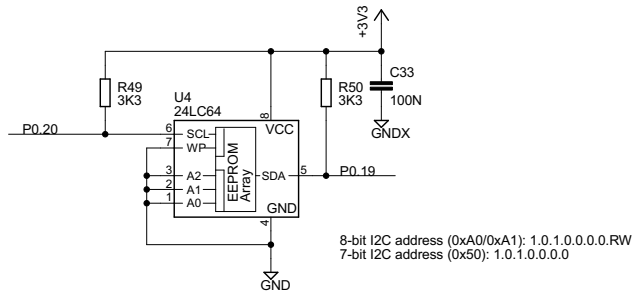 +3V3
R49
3K3
R50
3K3
C33
100N
GNDX
U4
24LC64
8
VCC
P0.20
6
SCL
7
WP
3
A2
2
A1
1
A0
EEPROM
Array
SDA
5
P0.19
GND
4
GND
8-bit I2C address (0xA0/0xA1): 1.0.1.0.0.0.0.RW
7-bit I2C address (0x50): 1.0.1.0.0.0.0